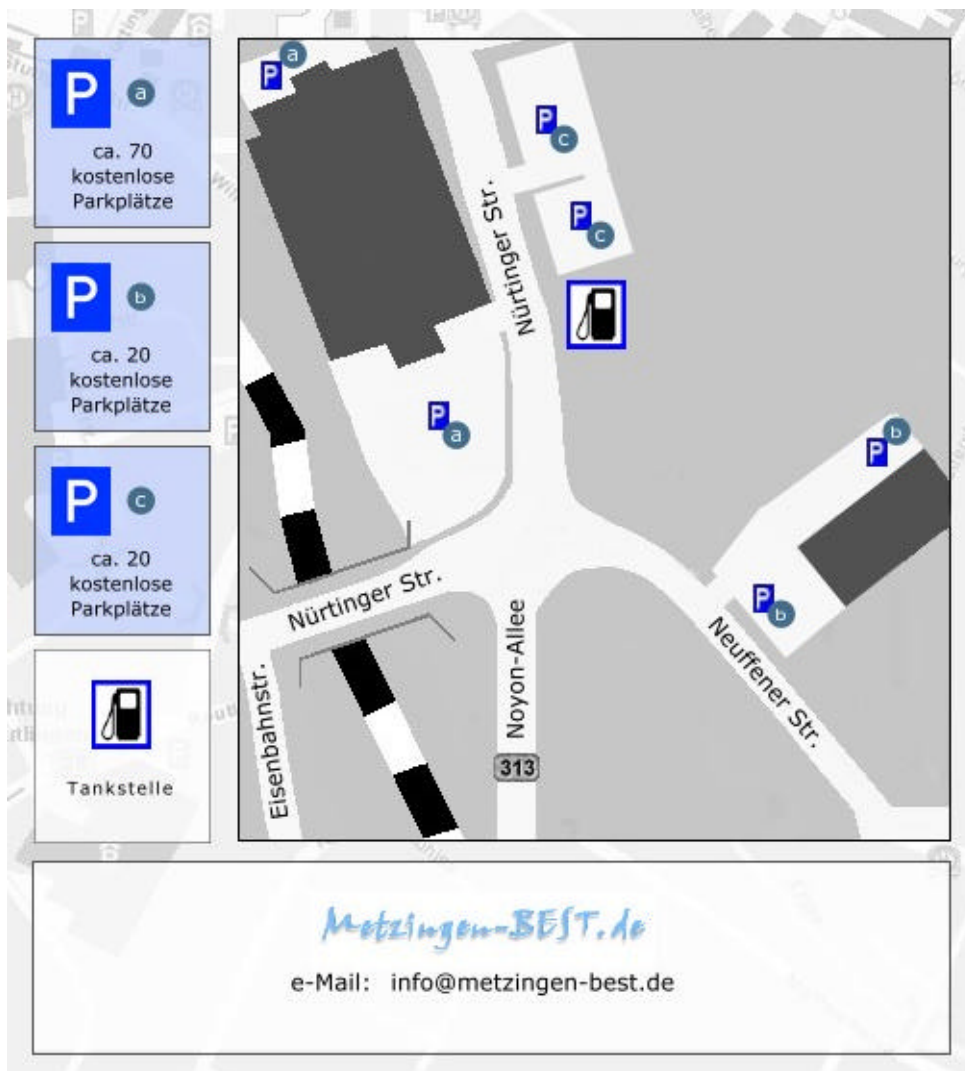 P a
ca. 70
kostenlose
Parkplätze
P b
ca. 20
kostenlose
Parkplätze
P c
ca. 20
kostenlose
Parkplätze
Tankstelle
P a
P c
P c
Nürtinger Str.
P a
P b
P b
Nürtinger Str.
Noyon-Allee
Neuffener Str.
Eisenbahnstr.
313
Metzingen-BEST.de
e-Mail: info@metzingen-best.de